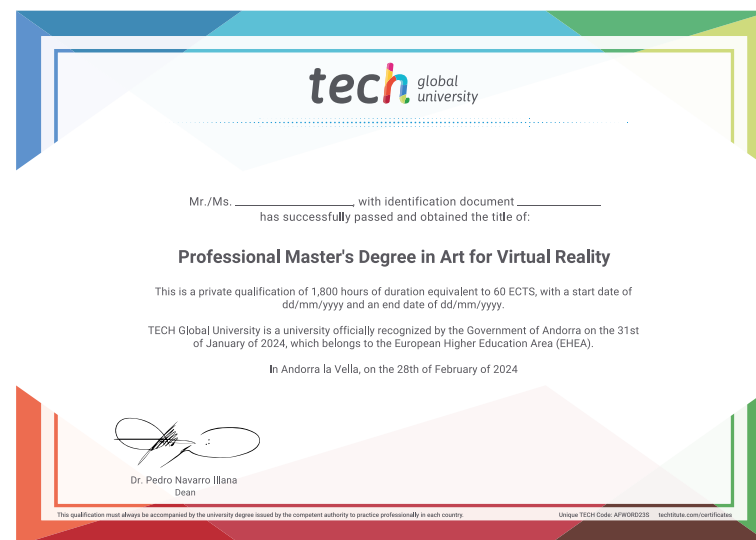 tech global university
Mr./Ms. ____________________, with identification document ______________
has successfully passed and obtained the title of:
Professional Master's Degree in Art for Virtual Reality
This is a private qualification of 1,800 hours of duration equivalent to 60 ECTS, with a start date of
dd/mm/yyyy and an end date of dd/mm/yyyy.
TECH Global University is a university officially recognized by the Government of Andorra on the 31st
of January of 2024, which belongs to the European Higher Education Area (EHEA).
In Andorra la Vella, on the 28th of February of 2024
Dr. Pedro Navarro Illana
Dean
This qualification must always be accompanied by the university degree issued by the competent authority to practice professionally in each country. Unique TECH Code: AFWORD23S techtitute.com/certificates